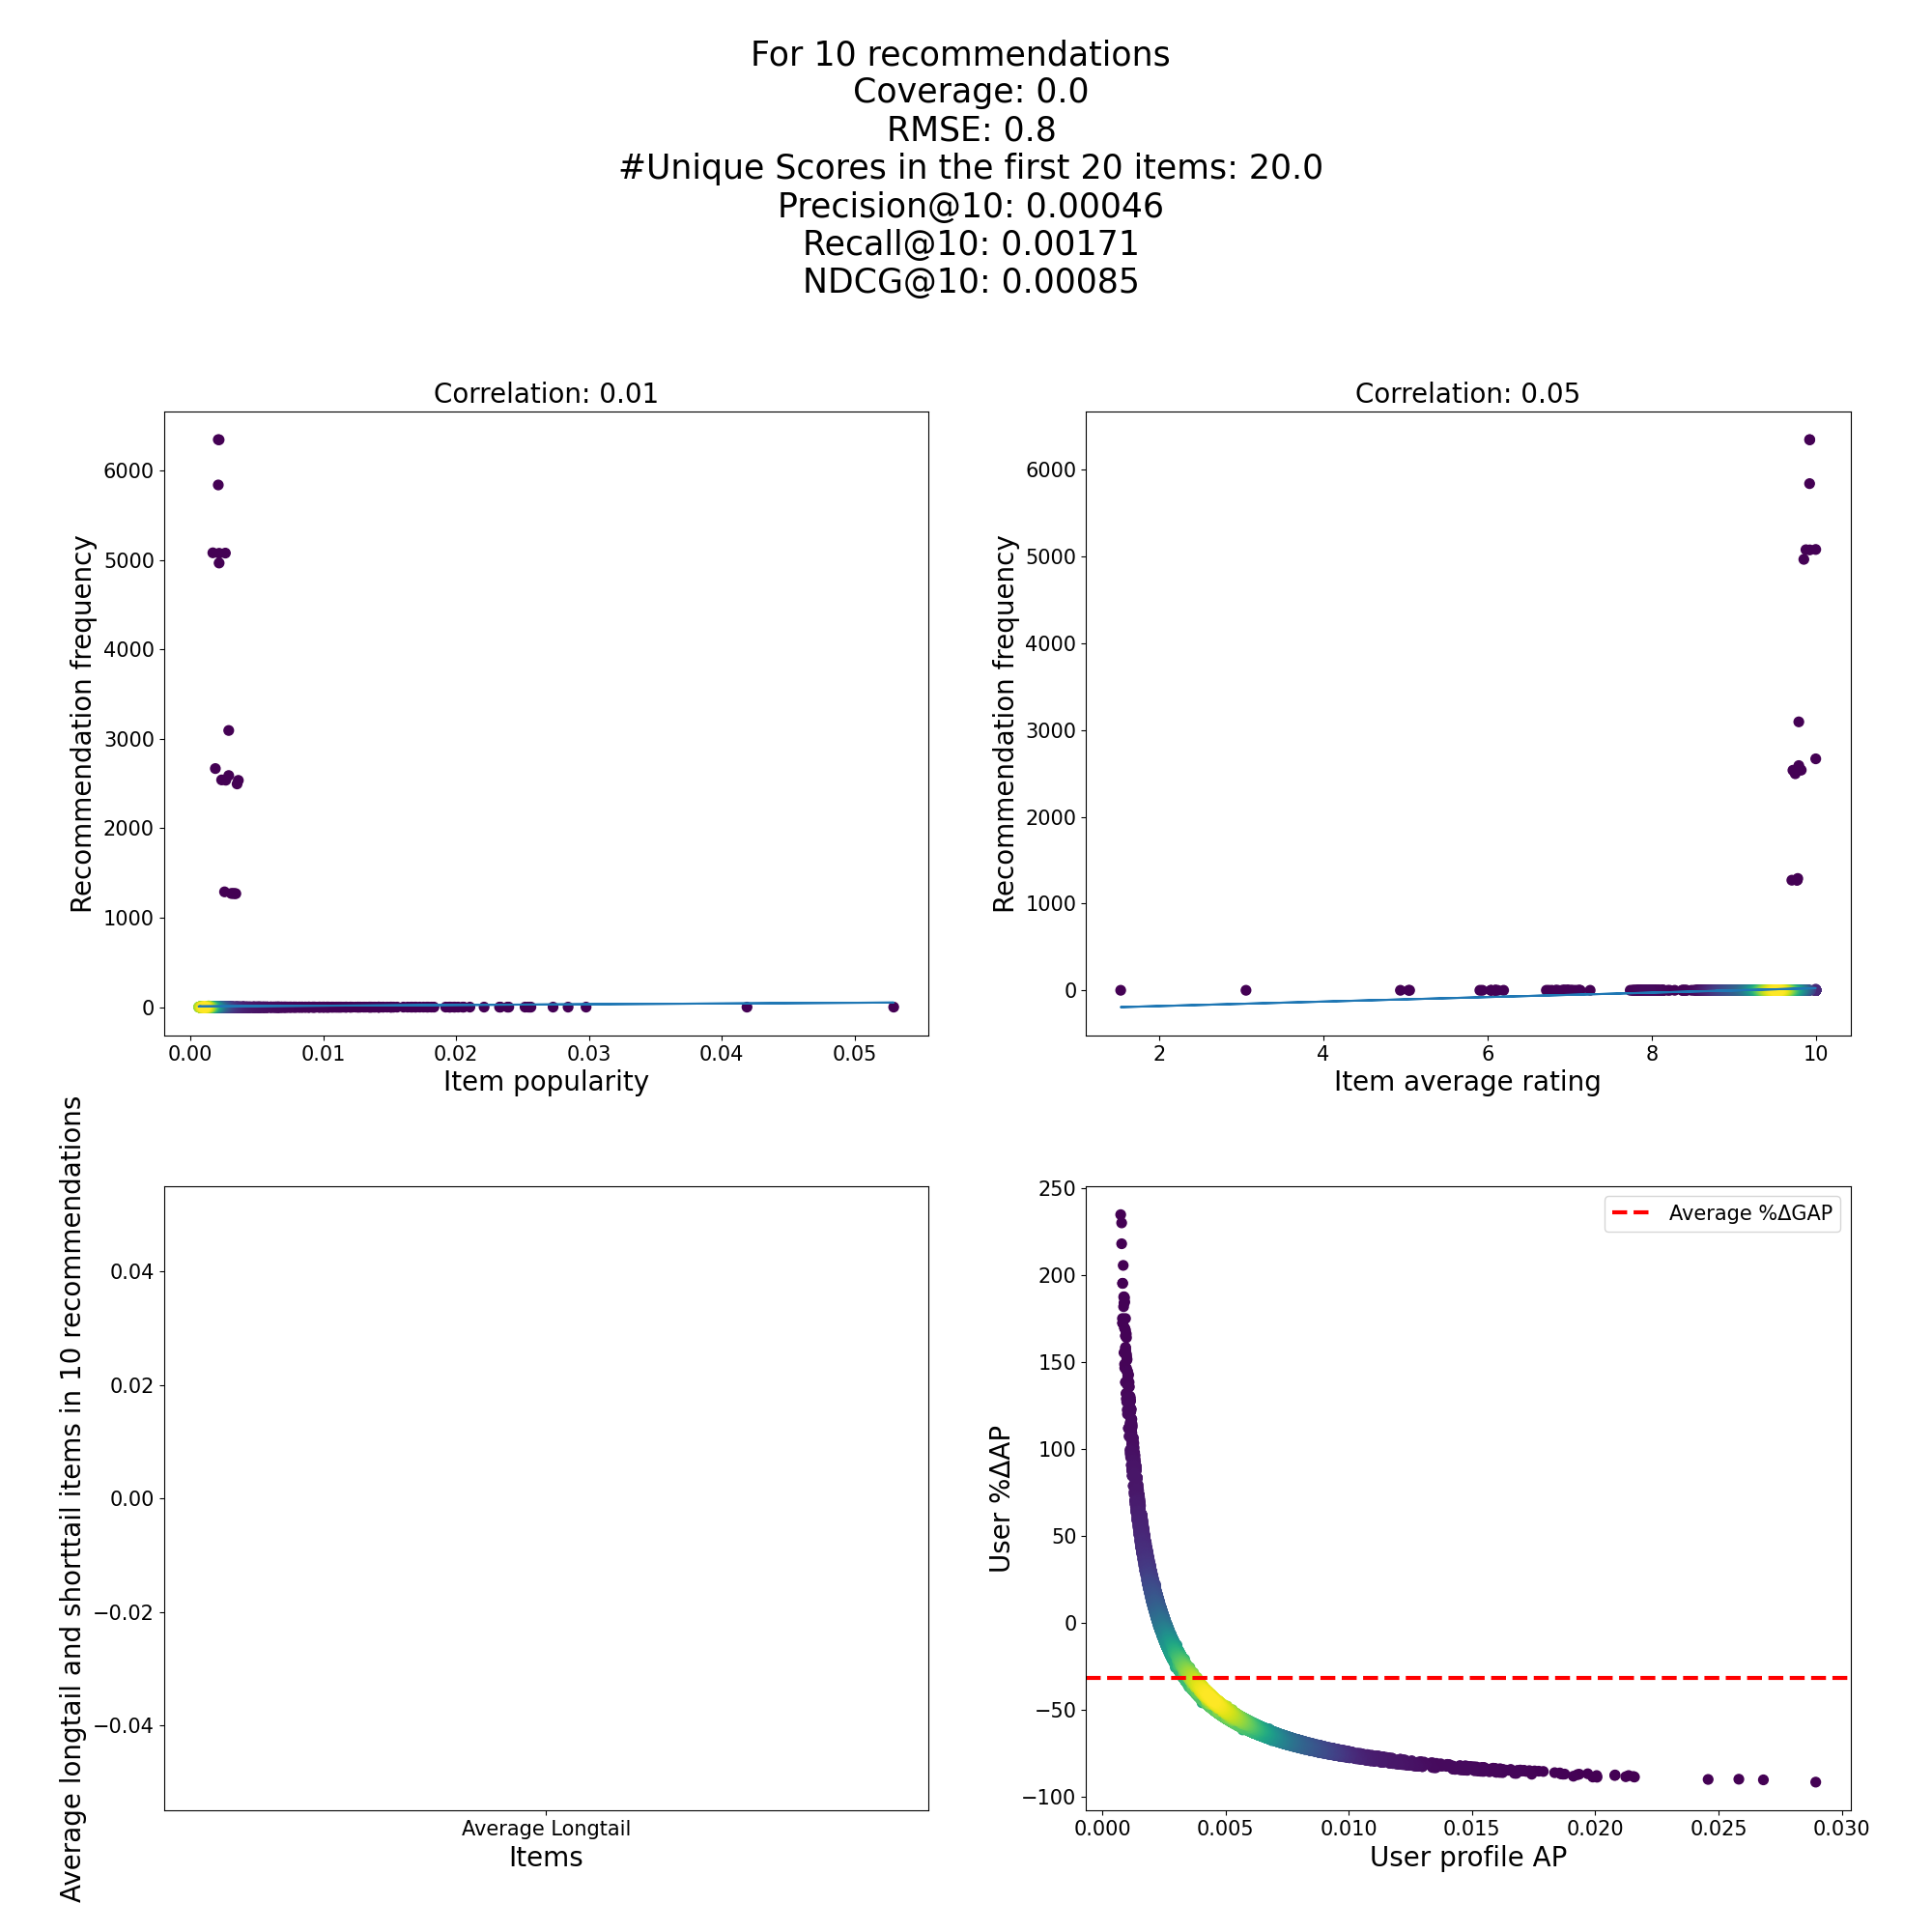 For 10 recommendations
Coverage: 0.0
RMSE: 0.8
#Unique Scores in the first 20 items: 20.0
Precision@10: 0.00046
Recall@10: 0.00171
NDCG@10: 0.00085
Correlation: 0.01
6000
5000
4000
3000
2000
1000
0
Recommendation frequency
0.00 0.01 0.02 0.03 0.04 0.05
Item popularity
Correlation: 0.05
6000
5000
4000
3000
2000
1000
0
Recommendation frequency
2 4 6 8 10
Item average rating
0.04
0.02
0.00
−0.02
−0.04
Average longtail and shorttail items in 10 recommendations
Average Longtail
Items
250
200
150
100
50
0
−50
−100
User %ΔAP
Average %ΔGAP
0.000 0.005 0.010 0.015 0.020 0.025 0.030
User profile AP